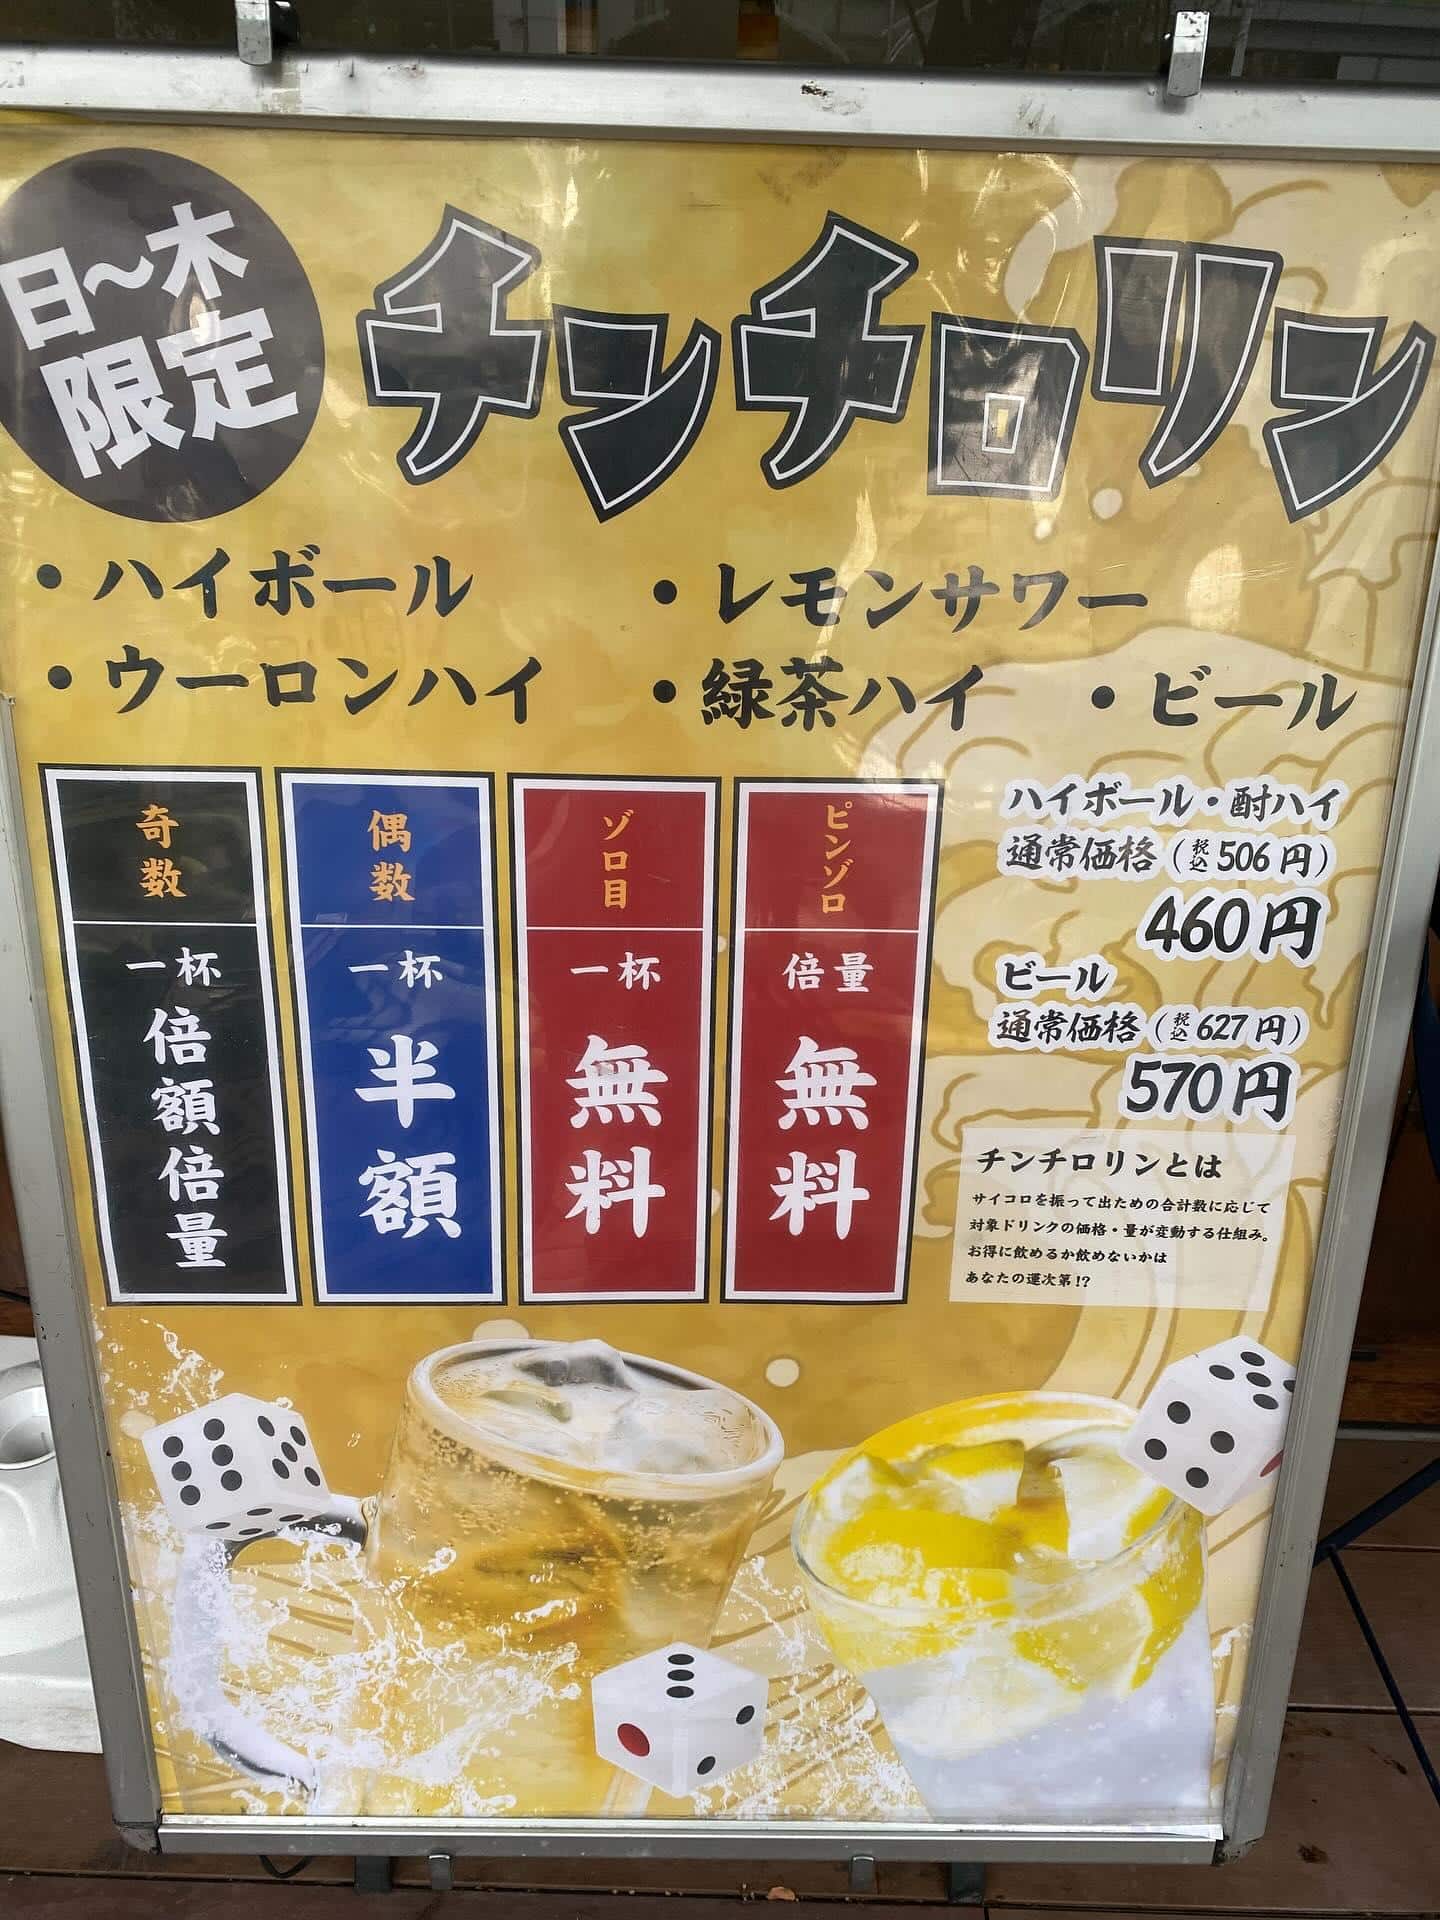 日〜木
限定
チンチロリン
・ハイボール ・レモンサワー
・ウーロンハイ ・緑茶ハイ ・ビール
奇数
一杯
倍額倍量
偶数
一杯
半額
ゾロ目
一杯
無料
ピンゾロ
倍量
無料
ハイボール・酎ハイ
通常価格（税込506円）
460円
ビール
通常価格（税込627円）
570円
チンチロリンとは
サイコロを振って出ための合計数に応じて
対象ドリンクの価格・量が変動する仕組み。
お得に飲めるか飲めないかは
あなたの運次第!?